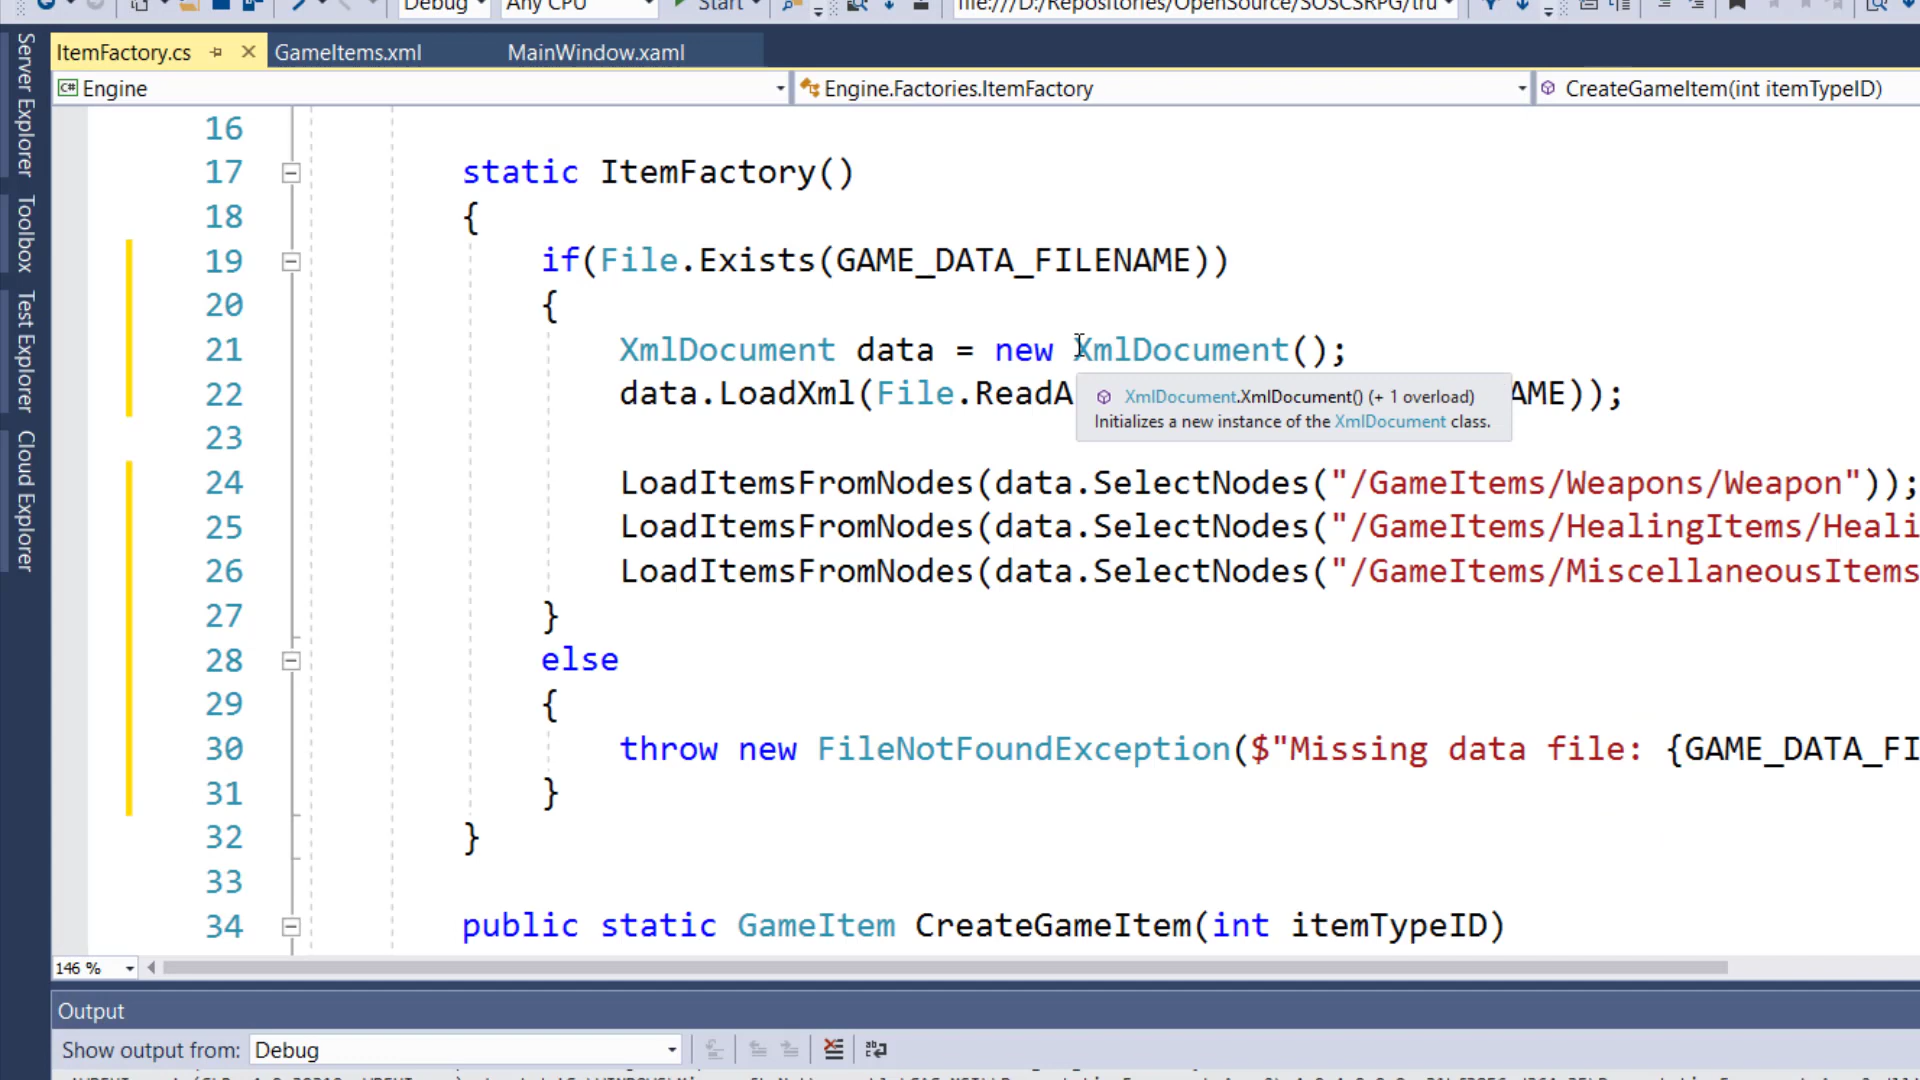 Debug Any CPU Start file:///D:/Repositories/OpenSource/SOSCSRPG/tru
ItemFactory.cs GameItems.xml MainWindow.xaml
C# Engine Engine.Factories.ItemFactory CreateGameItem(int itemTypeID)
Server Explorer
Toolbox
Test Explorer
Cloud Explorer
16
17 static ItemFactory()
18 {
19 if(File.Exists(GAME_DATA_FILENAME))
20 {
21 XmlDocument data = new XmlDocument();
22 data.LoadXml(File.ReadA AME));
XmlDocument.XmlDocument() (+ 1 overload)
Initializes a new instance of the XmlDocument class.
23
24 LoadItemsFromNodes(data.SelectNodes("/GameItems/Weapons/Weapon"));
25 LoadItemsFromNodes(data.SelectNodes("/GameItems/HealingItems/Heali
26 LoadItemsFromNodes(data.SelectNodes("/GameItems/MiscellaneousItems
27 }
28 else
29 {
30 throw new FileNotFoundException($"Missing data file: {GAME_DATA_FI
31 }
32 }
33
34 public static GameItem CreateGameItem(int itemTypeID)
146 %
Output
Show output from: Debug